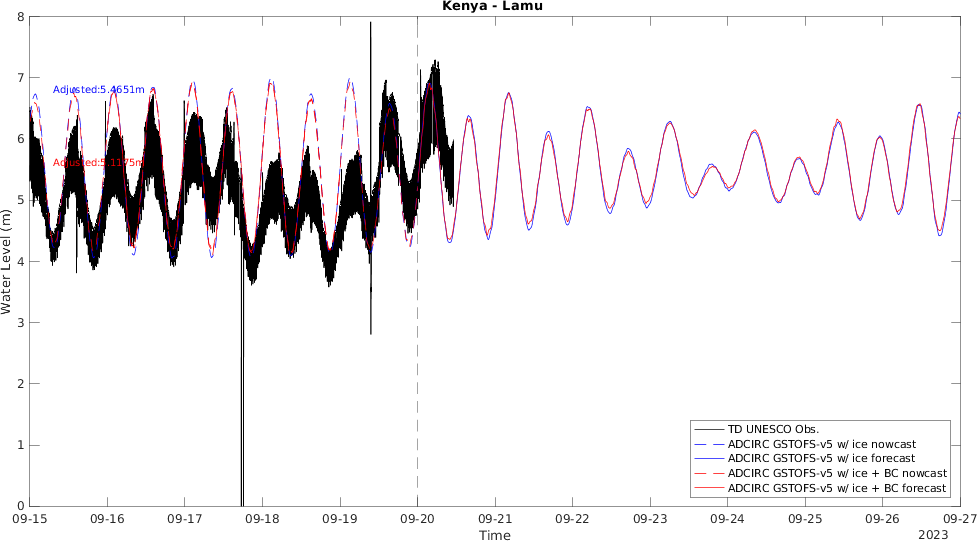 Kenya - Lamu
8
7
6
5
4
3
2
1
0
Water Level (m)
Adjusted:5.4651m
Adjusted:5.1175m
TD UNESCO Obs.
ADCIRC GSTOFS-v5 w/ ice nowcast
ADCIRC GSTOFS-v5 w/ ice forecast
ADCIRC GSTOFS-v5 w/ ice + BC nowcast
ADCIRC GSTOFS-v5 w/ ice + BC forecast
09-15 09-16 09-17 09-18 09-19 09-20 09-21 09-22 09-23 09-24 09-25 09-26 09-27
Time
2023